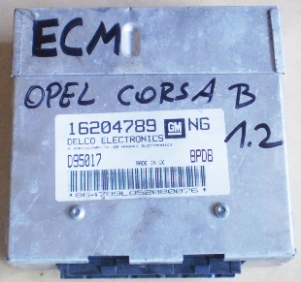 ECM
OPEL CORSA B
1.2
16204789 GM NG
DELCO ELECTRONICS
D95017 MADE IN UK BPDB